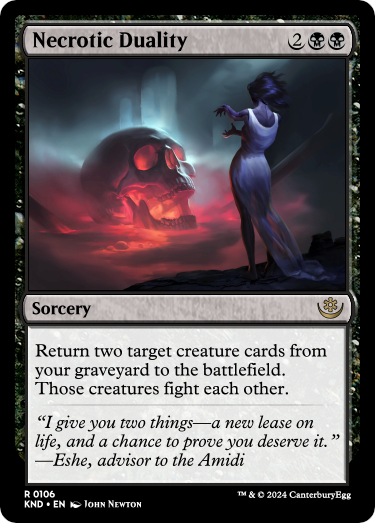 Necrotic Duality 2
Sorcery
Return two target creature cards from
your graveyard to the battlefield.
Those creatures fight each other.
“I give you two things—a new lease on
life, and a chance to prove you deserve it.”
—Eshe, advisor to the Amidi
R 0106
KND • EN John Newton
™ & © 2024 CanterburyEgg